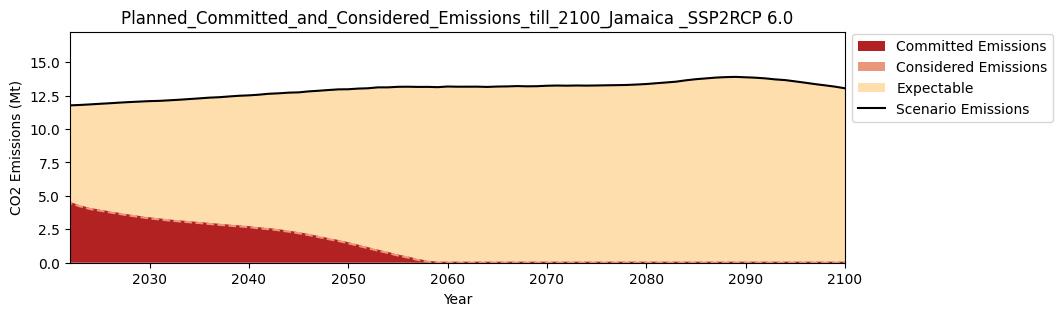 Planned_Committed_and_Considered_Emissions_till_2100_Jamaica _SSP2RCP 6.0
15.0
12.5
10.0
7.5
5.0
2.5
0.0
CO2 Emissions (Mt)
2030 2040 2050 2060 2070 2080 2090 2100
Year
Committed Emissions
Considered Emissions
Expectable
Scenario Emissions